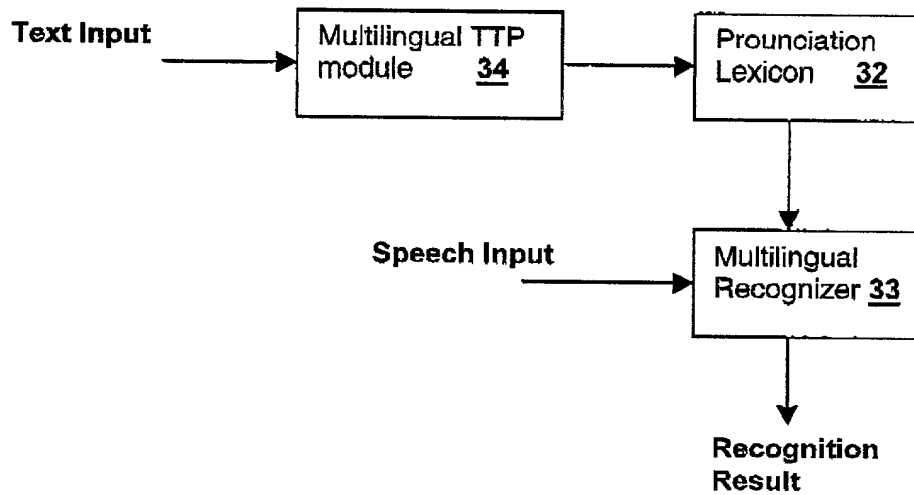 Text Input
Multilingual TTP
module 34
Prounciation
Lexicon 32
Speech Input
Multilingual
Recognizer 33
Recognition
Result